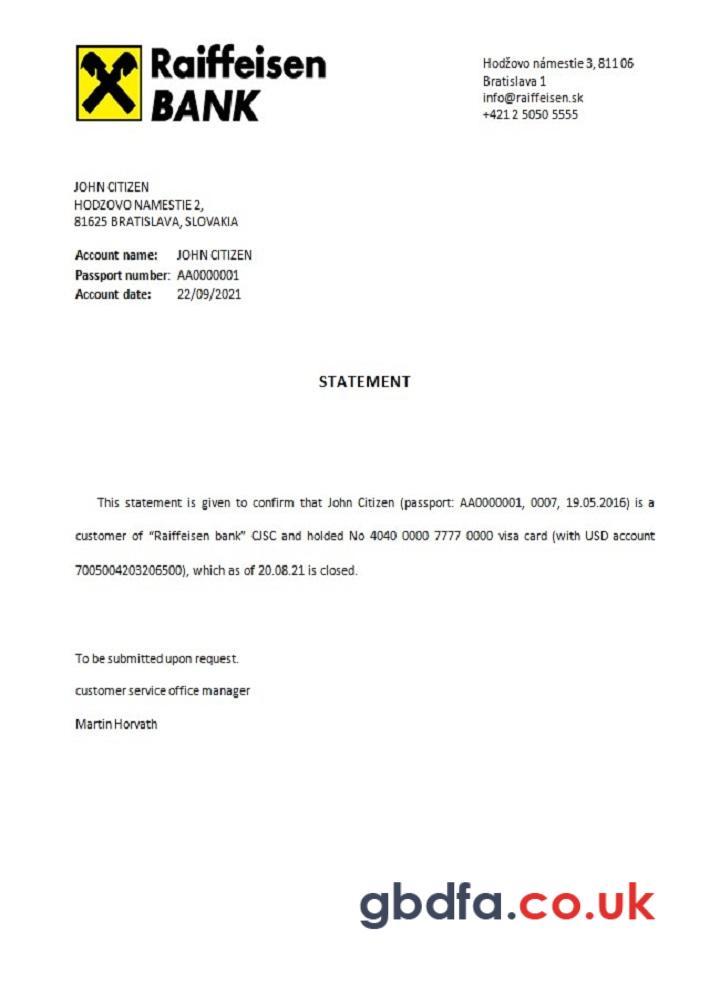 Raiffeisen
BANK
Hodžovo námestie 3, 811 06
Bratislava 1
info@raiffeisen.sk
+421 2 5050 5555
JOHN CITIZEN
HODZOVO NAMESTIE 2,
81625 BRATISLAVA, SLOVAKIA
Account name: JOHN CITIZEN
Passport number: AA0000001
Account date: 22/09/2021
STATEMENT
This statement is given to confirm that John Citizen (passport: AA0000001, 0007, 19.05.2016) is a
customer of “Raiffeisen bank” CJSC and holded No 4040 0000 7777 0000 visa card (with USD account
7005004203206500), which as of 20.08.21 is closed.
To be submitted upon request.
customer service office manager
Martin Horvath
gbdfa.co.uk